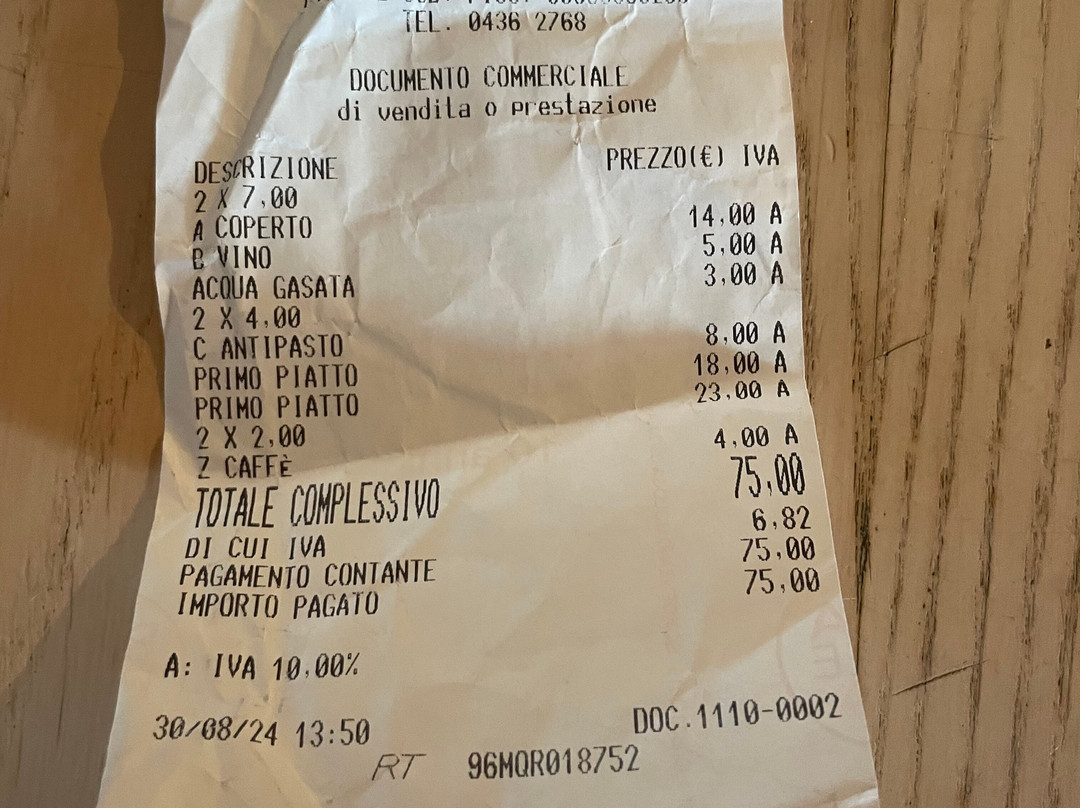 TEL. 0436 2768
DOCUMENTO COMMERCIALE
di vendita o prestazione
DESCRIZIONE PREZZO(€) IVA
2 X 7,00
A COPERTO 14,00 A
B VINO 5,00 A
ACQUA GASATA 3,00 A
2 X 4,00
C ANTIPASTO 8,00 A
PRIMO PIATTO 18,00 A
PRIMO PIATTO 23,00 A
2 X 2,00
Z CAFFÈ 4,00 A
TOTALE COMPLESSIVO 75,00
DI CUI IVA 6,82
PAGAMENTO CONTANTE 75,00
IMPORTO PAGATO 75,00
A: IVA 10,00%
30/08/24 13:50 DOC.1110-0002
RT 96MQR018752